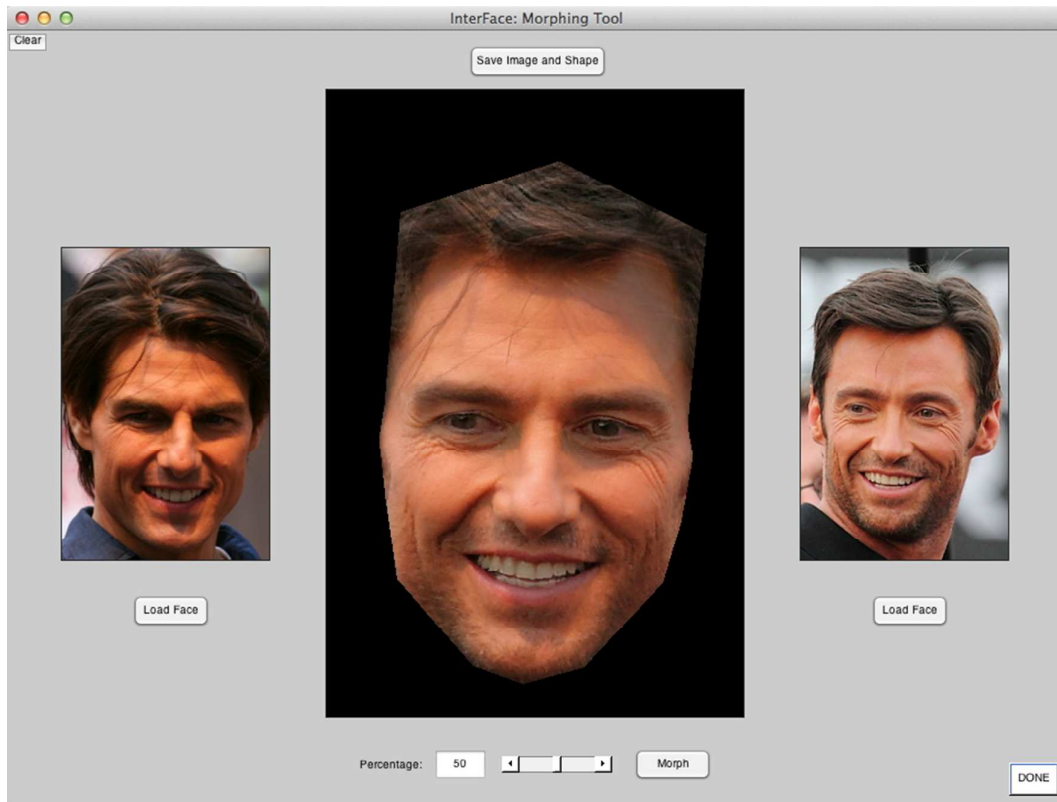 InterFace: Morphing Tool
Clear
Save Image and Shape
Load Face
Load Face
Percentage: 50 Morph
DONE